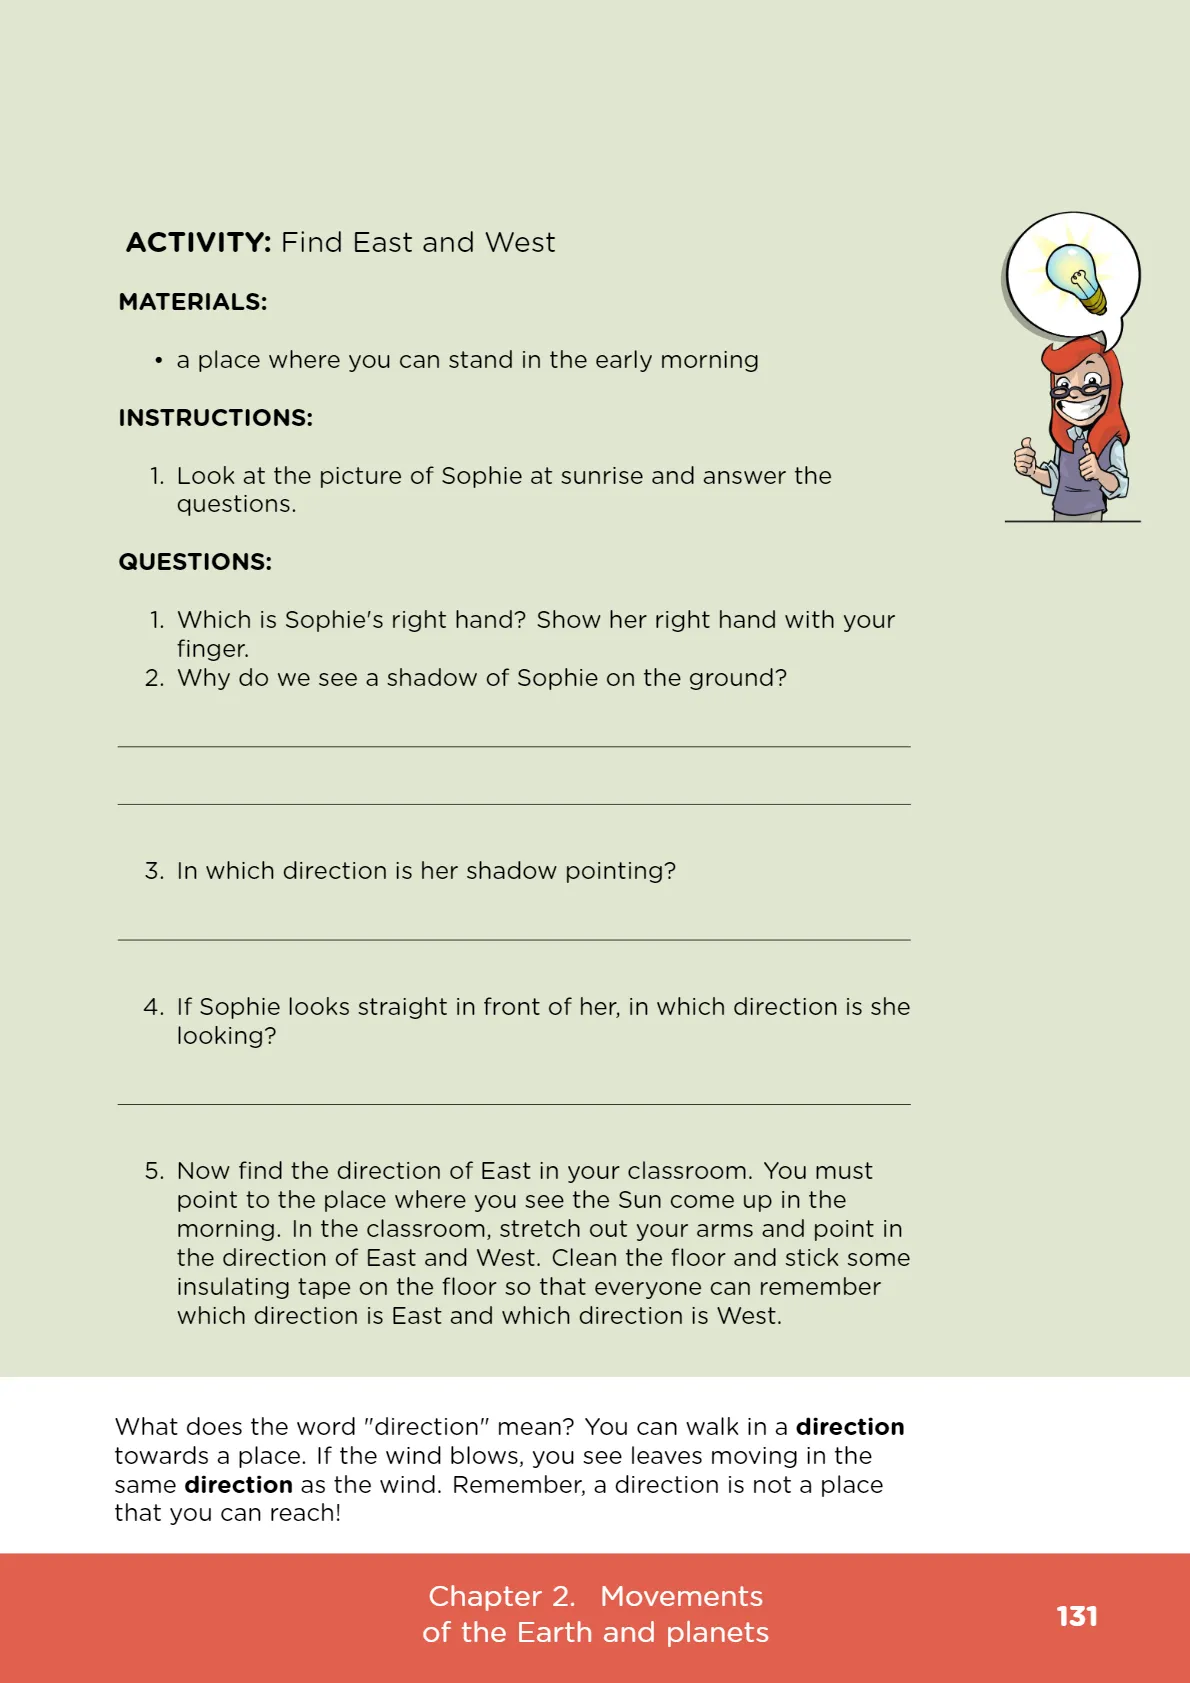 ACTIVITY: Find East and West
MATERIALS:
• a place where you can stand in the early morning
INSTRUCTIONS:
1. Look at the picture of Sophie at sunrise and answer the
questions.
QUESTIONS:
1. Which is Sophie's right hand? Show her right hand with your
finger.
2. Why do we see a shadow of Sophie on the ground?
3. In which direction is her shadow pointing?
4. If Sophie looks straight in front of her, in which direction is she
looking?
5. Now find the direction of East in your classroom. You must
point to the place where you see the Sun come up in the
morning. In the classroom, stretch out your arms and point in
the direction of East and West. Clean the floor and stick some
insulating tape on the floor so that everyone can remember
which direction is East and which direction is West.
What does the word "direction" mean? You can walk in a direction
towards a place. If the wind blows, you see leaves moving in the
same direction as the wind. Remember, a direction is not a place
that you can reach!
Chapter 2. Movements
of the Earth and planets
131